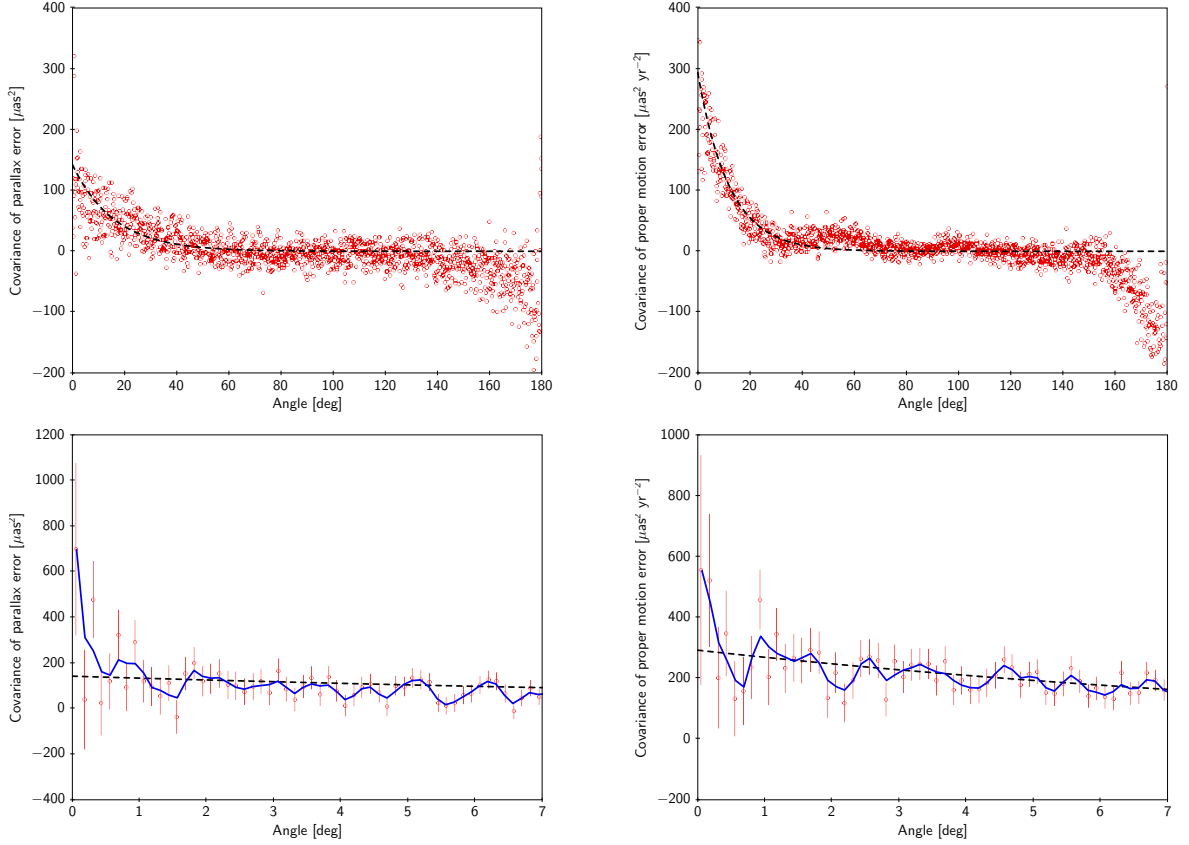 400
300
200
100
0
−100
−200
Covariance of parallax error [μas²]
0 20 40 60 80 100 120 140 160 180
Angle [deg]
400
300
200
100
0
−100
−200
Covariance of proper motion error [μas² yr⁻²]
0 20 40 60 80 100 120 140 160 180
Angle [deg]
1200
1000
800
600
400
200
0
−200
−400
Covariance of parallax error [μas²]
0 1 2 3 4 5 6 7
Angle [deg]
1000
800
600
400
200
0
−200
Covariance of proper motion error [μas² yr⁻²]
0 1 2 3 4 5 6 7
Angle [deg]